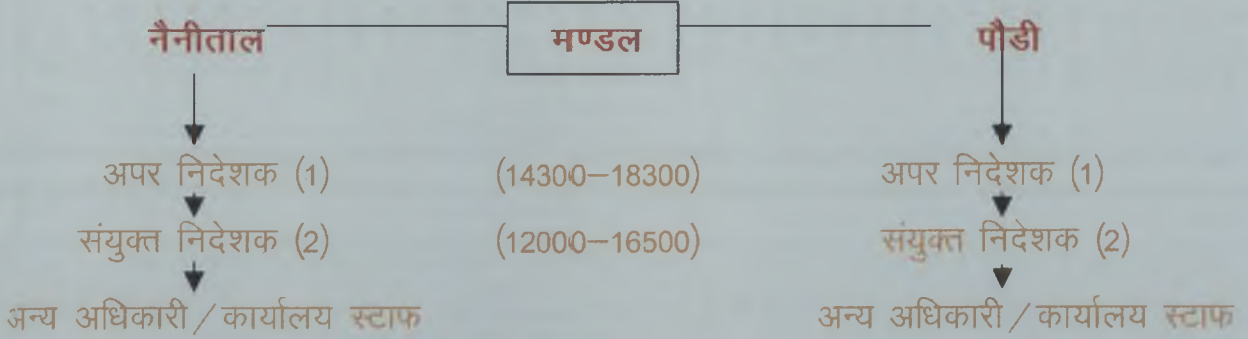 नैनीताल मण्डल पौडी
अपर निदेशक (1) (14300–18300) अपर निदेशक (1)
संयुक्त निदेशक (2) (12000–16500) संयुक्त निदेशक (2)
अन्य अधिकारी / कार्यालय स्टाफ अन्य अधिकारी / कार्यालय स्टाफ